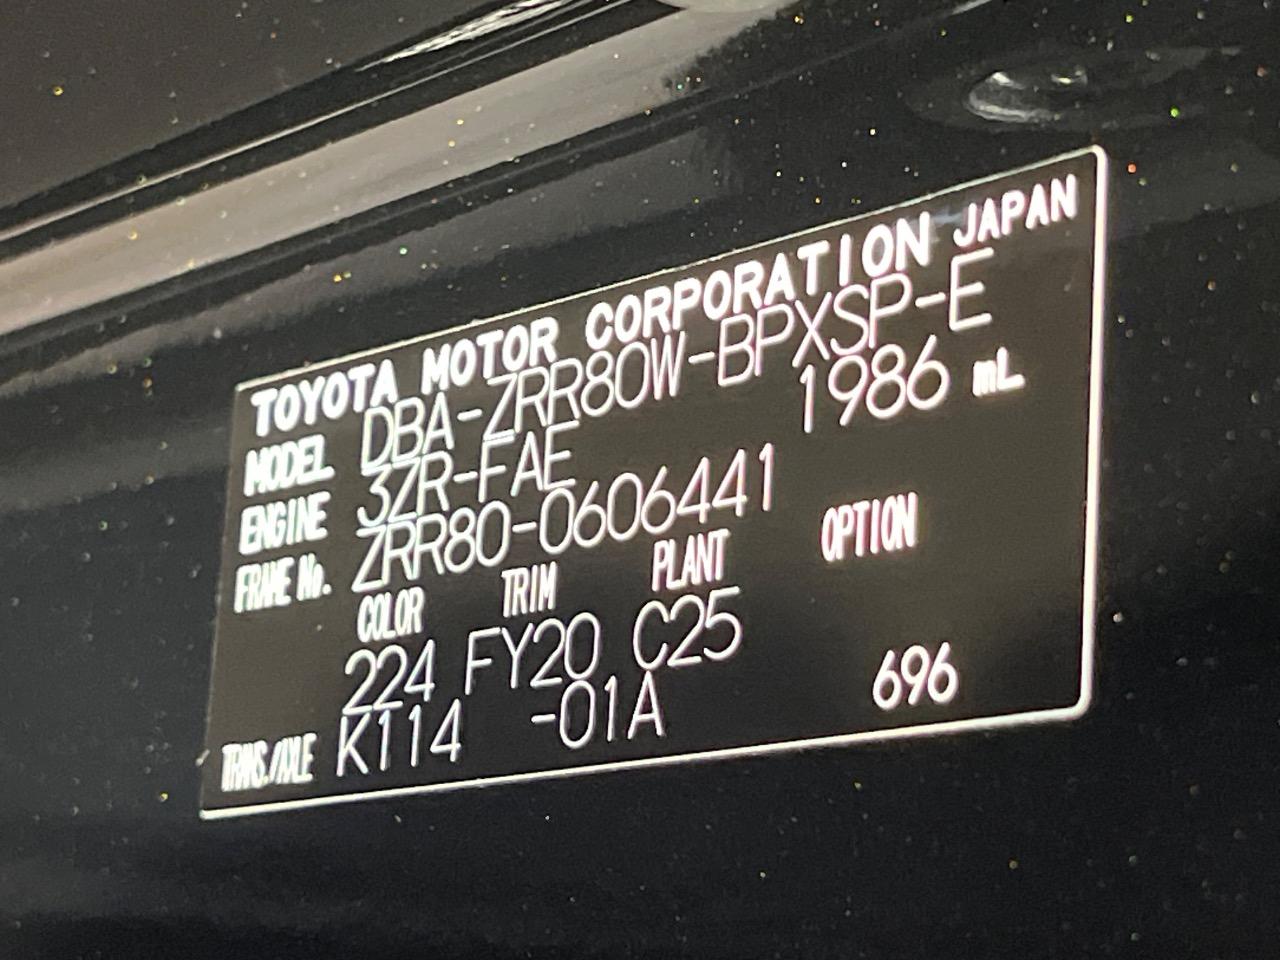 TOYOTA MOTOR CORPORATION JAPAN
MODEL DBA-ZRR80W-BPXSP-E
ENGINE 3ZR-FAE 1986 mL
FRAME No. ZRR80-0606441
COLOR TRIM PLANT OPTION
224 FY20 C25
TRANS./AXLE K114 -01A 696